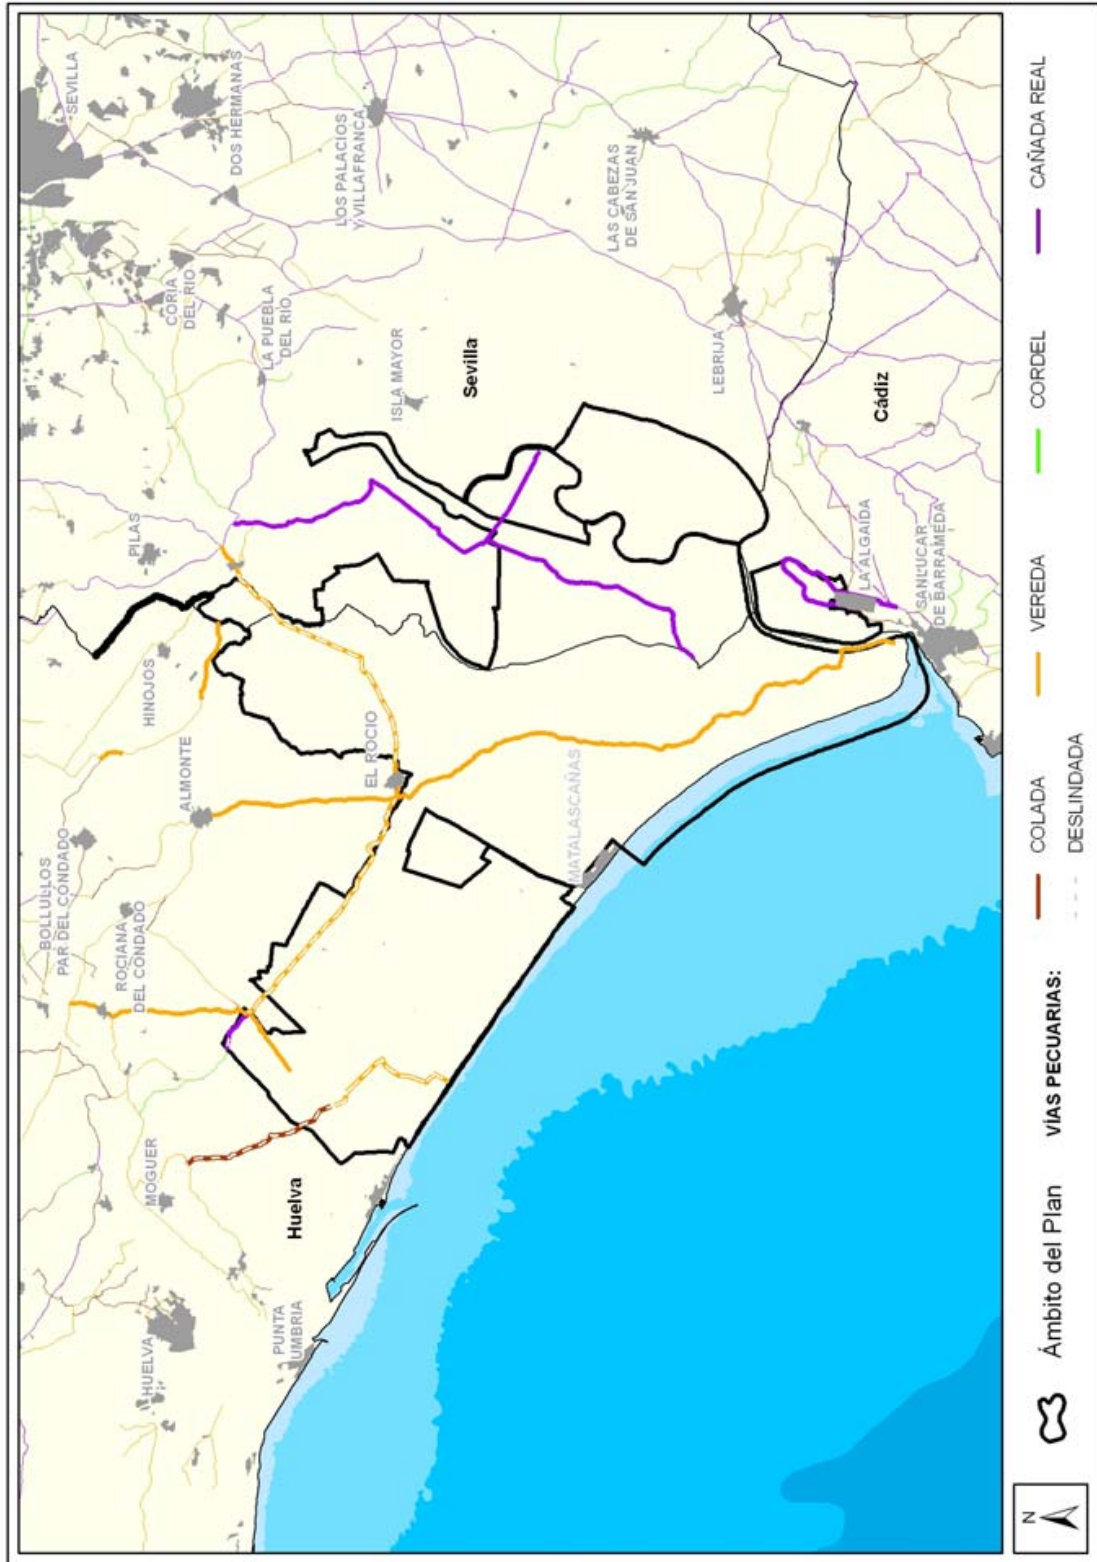 SEVILLA
DOS HERMANAS
LOS PALACIOS
Y VILLAFRANCA
LAS CABEZAS
DE SAN JUAN
CORIA
DEL RIO
LA PUEBLA
DEL RIO
ISLA MAYOR
Sevilla
LEBRIJA
Cádiz
PILAS
LA ALGAIDA
SANLUCAR
DE BARRAMEDA
HINOJOS
ALMONTE
EL ROCIO
MATALASCAÑAS
BOLLULLOS
PAR DEL CONDADO
ROCIANA
DEL CONDADO
MOGUER
Huelva
HUELVA
PUNTA
UMBRIA
N
Ámbito del Plan
VÍAS PECUARIAS:
COLADA
VEREDA
CORDEL
CAÑADA REAL
DESLINDADA